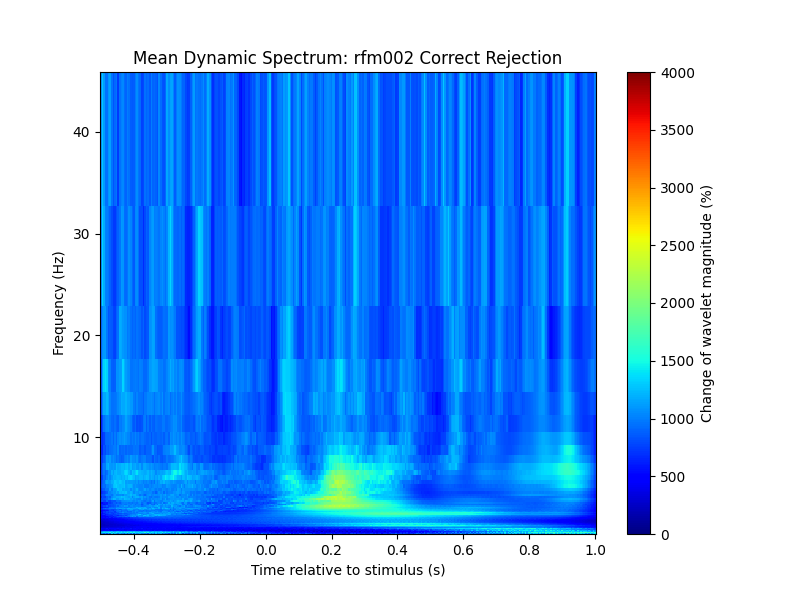 Mean Dynamic Spectrum: rfm002 Correct Rejection
Frequency (Hz)
40
30
20
10
−0.4 −0.2 0.0 0.2 0.4 0.6 0.8 1.0
Time relative to stimulus (s)
4000
3500
3000
2500
2000
1500
1000
500
0
Change of wavelet magnitude (%)